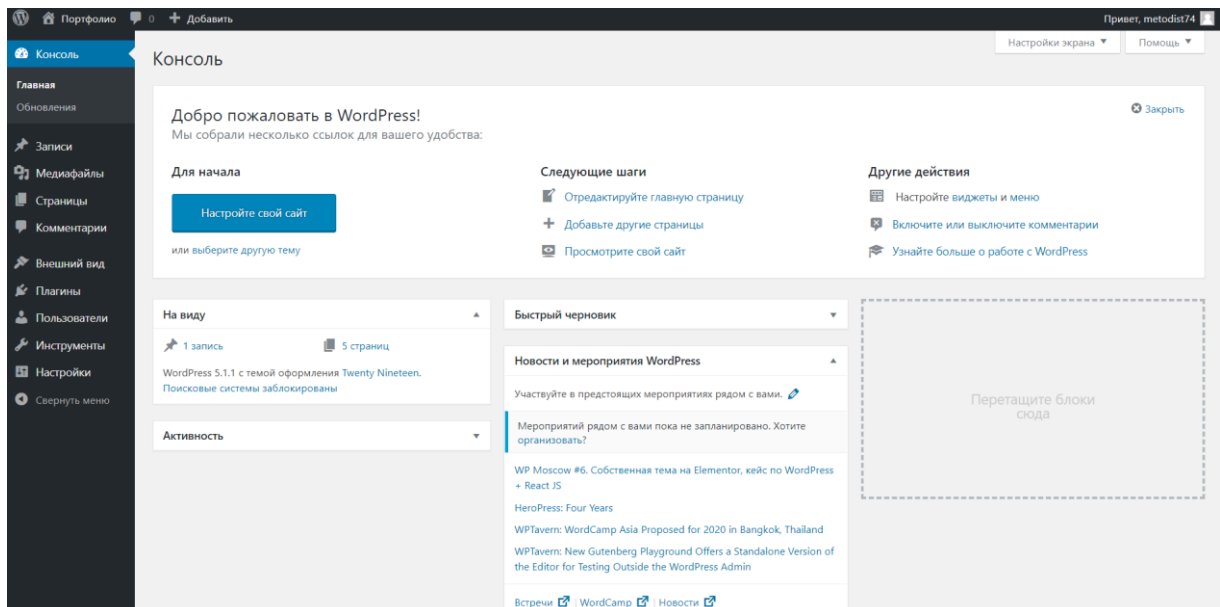 Портфолио 0 Добавить Привет, metodist74
Настройки экрана Помощь
Консоль
Главная
Обновления
Записи
Медиафайлы
Страницы
Комментарии
Внешний вид
Плагины
Пользователи
Инструменты
Настройки
Свернуть меню
Консоль
Добро пожаловать в WordPress!
Закрыть
Мы собрали несколько ссылок для вашего удобства:
Для начала
Настройте свой сайт
или выберите другую тему
Следующие шаги
Отредактируйте главную страницу
Добавьте другие страницы
Просмотрите свой сайт
Другие действия
Настройте виджеты и меню
Включите или выключите комментарии
Узнайте больше о работе с WordPress
На виду
1 запись 5 страниц
WordPress 5.1.1 с темой оформления Twenty Nineteen.
Поисковые системы заблокированы
Активность
Быстрый черновик
Новости и мероприятия WordPress
Участвуйте в предстоящих мероприятиях рядом с вами.
Мероприятий рядом с вами пока не запланировано. Хотите
организовать?
WP Moscow #6. Собственная тема на Elementor, кейс по WordPress
+ React JS
HeroPress: Four Years
WPTavern: WordCamp Asia Proposed for 2020 in Bangkok, Thailand
WPTavern: New Gutenberg Playground Offers a Standalone Version of
the Editor for Testing Outside the WordPress Admin
Встречи | WordCamp | Новости
Перетащите блоки
сюда